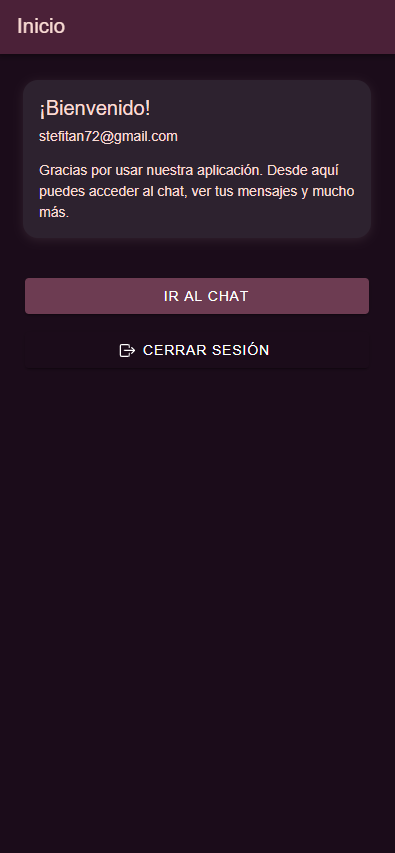 Inicio
¡Bienvenido!
stefitan72@gmail.com
Gracias por usar nuestra aplicación. Desde aquí
puedes acceder al chat, ver tus mensajes y mucho
más.
IR AL CHAT
CERRAR SESIÓN